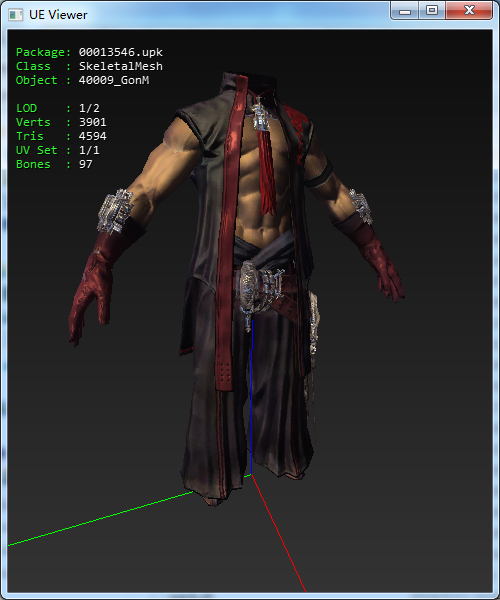 UE Viewer
Package: 00013546.upk
Class : SkeletalMesh
Object : 40009_GonM
LOD : 1/2
Verts : 3901
Tris : 4594
UV Set : 1/1
Bones : 97